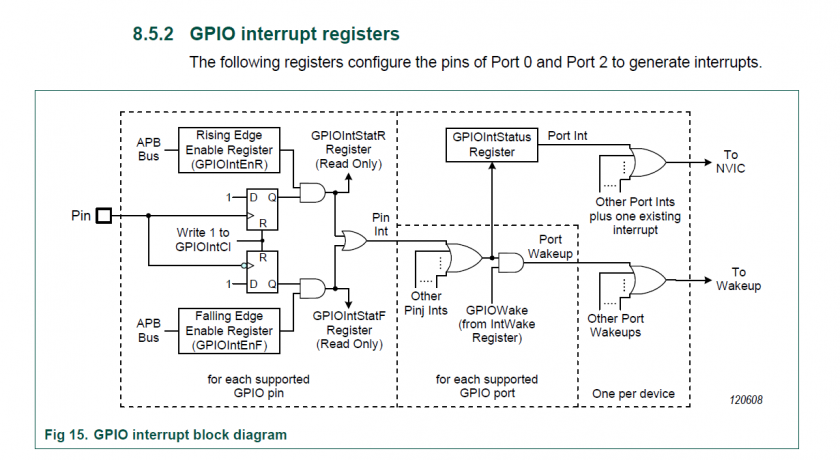 8.5.2 GPIO interrupt registers
The following registers configure the pins of Port 0 and Port 2 to generate interrupts.
APB
Bus
Rising Edge
Enable Register
(GPIOIntEnR)
GPIOIntStatR
Register
(Read Only)
GPIOIntStatus
Register
Port Int
To
NVIC
1
D Q
R
Pin
Write 1 to
GPIOIntCl
Pin
Int
Other Port Ints
plus one existing
interrupt
Port
Wakeup
R
1
D Q
To
Wakeup
Other
Pinj Ints
GPIOWake
(from IntWake
Register)
Other Port
Wakeups
APB
Bus
Falling Edge
Enable Register
(GPIOIntEnF)
GPIOIntStatF
Register
(Read Only)
for each supported
GPIO pin
for each supported
GPIO port
One per device
120608
Fig 15. GPIO interrupt block diagram